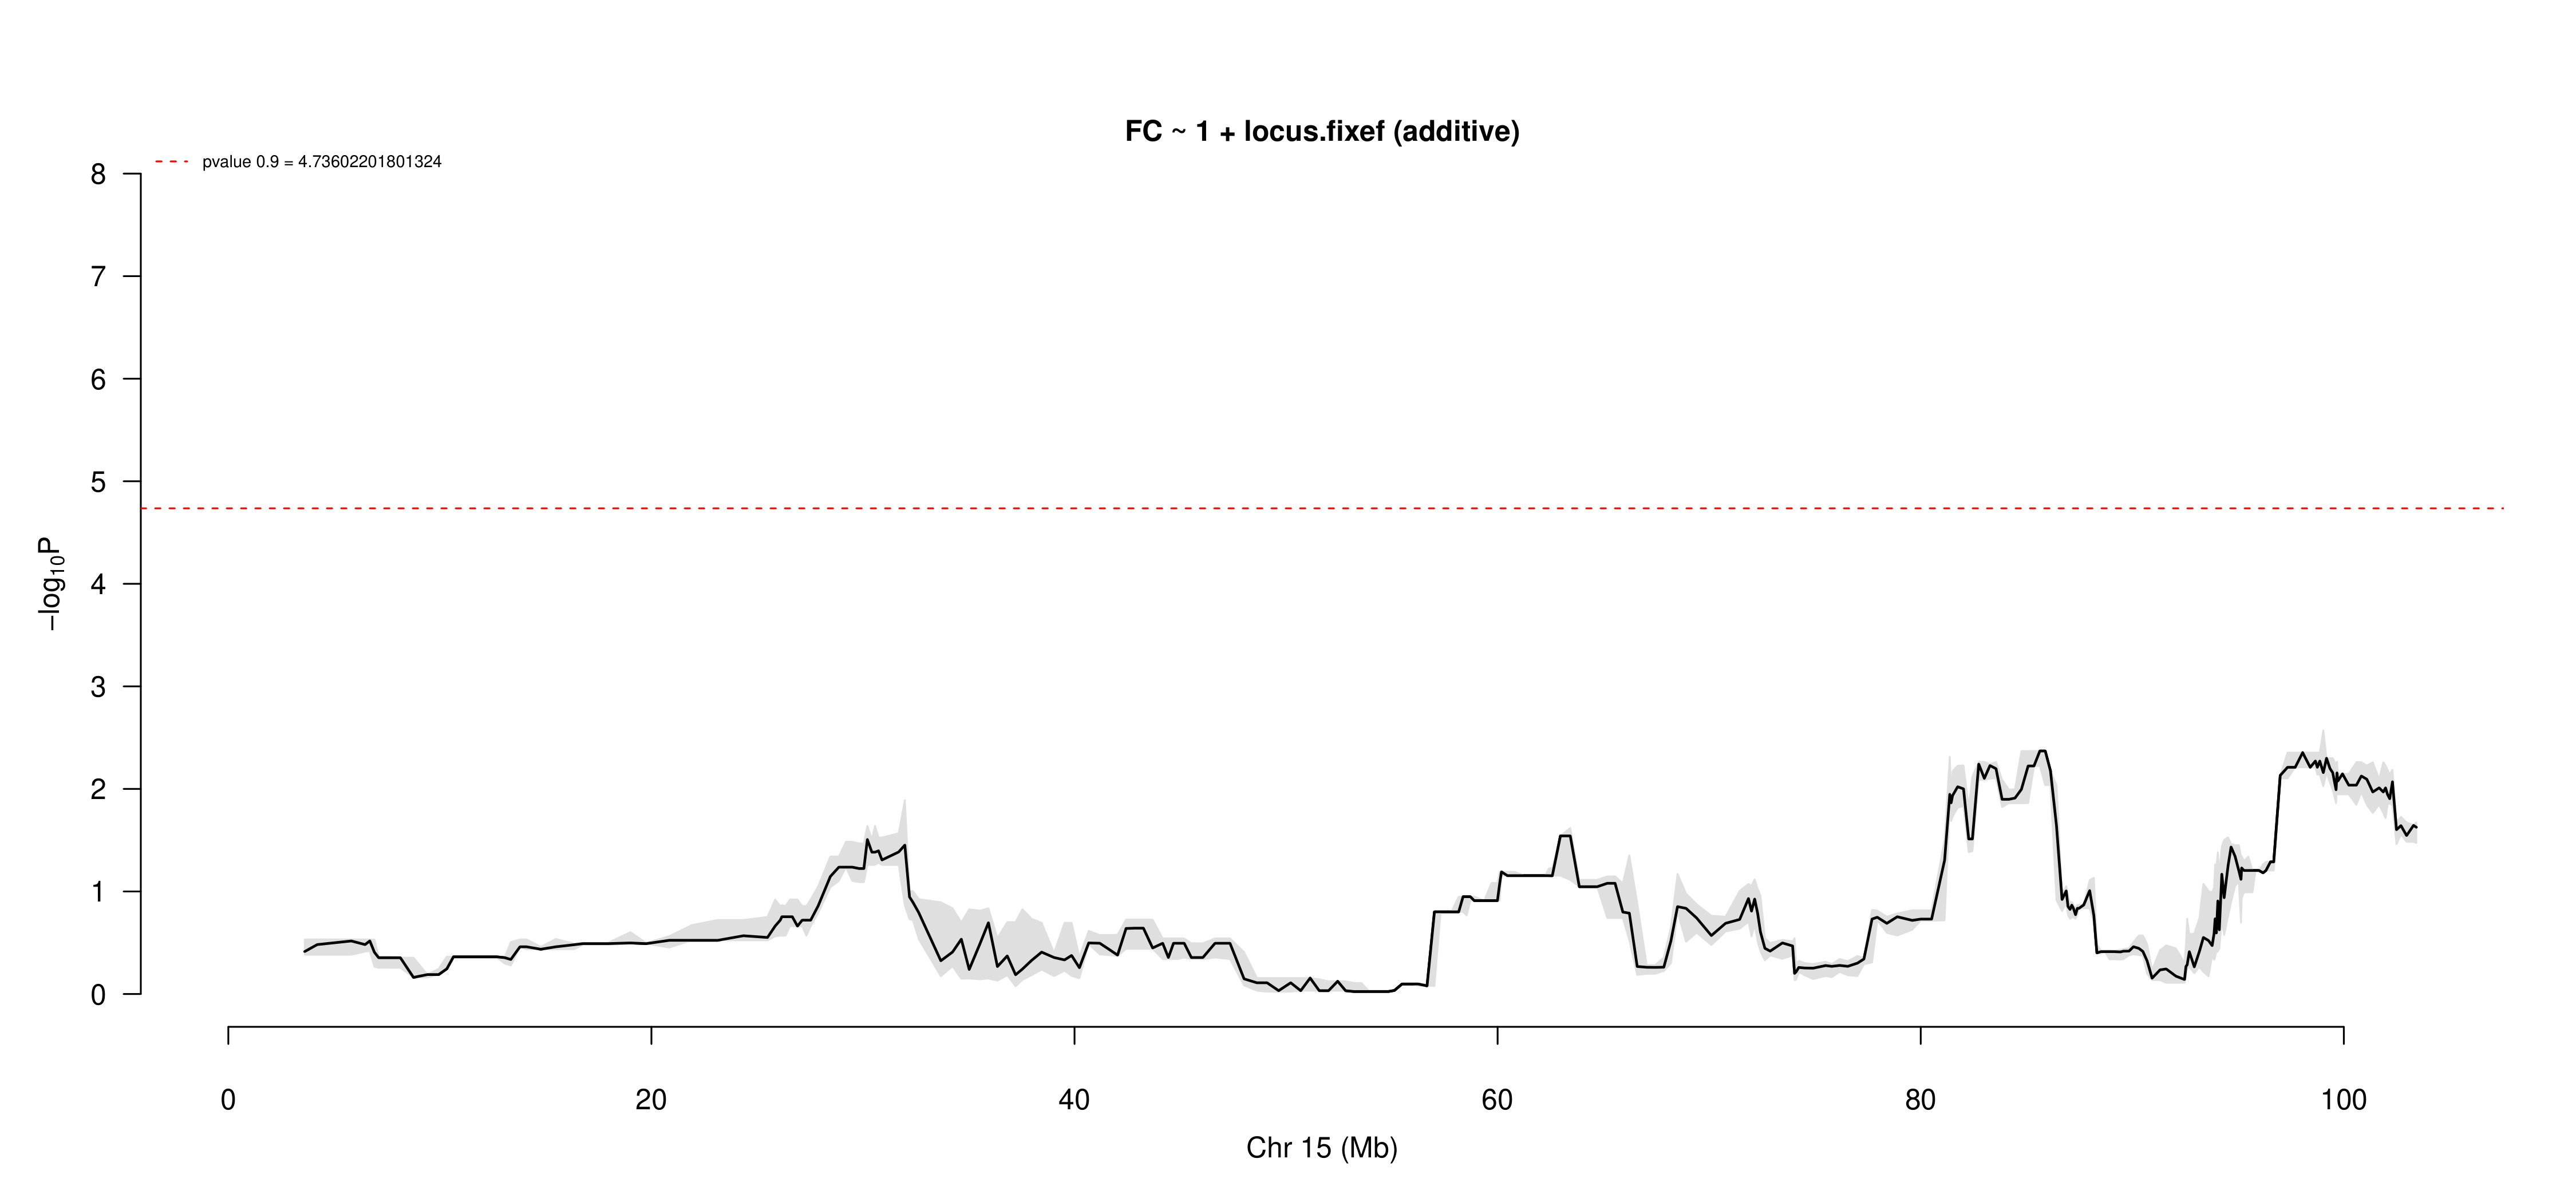 FC ~ 1 + locus.fixef (additive)
pvalue 0.9 = 4.73602201801324
8
7
6
5
4
3
2
1
0
−log10P
0 20 40 60 80 100
Chr 15 (Mb)